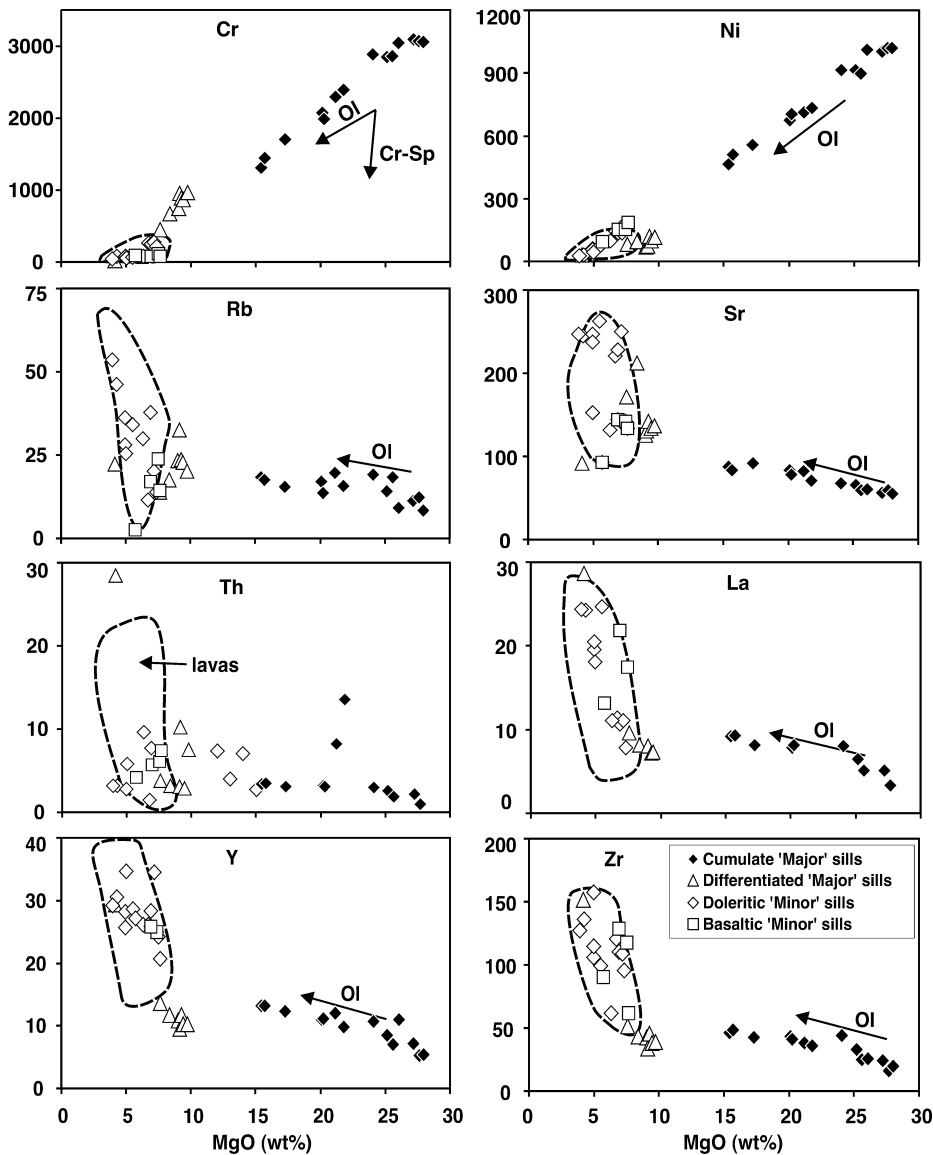 Cr
3000
2000
1000
0
Ol
Cr-Sp
Ni
1200
900
600
300
0
Ol
Rb
75
50
25
0
Ol
Sr
300
200
100
0
Ol
Th
30
20
10
0
lavas
La
30
20
10
0
Ol
Y
40
30
20
10
0
Ol
0 5 10 15 20 25 30
MgO (wt%)
Zr
200
150
100
50
0
Cumulate 'Major' sills
Differentiated 'Major' sills
Doleritic 'Minor' sills
Basaltic 'Minor' sills
Ol
0 5 10 15 20 25 30
MgO (wt%)